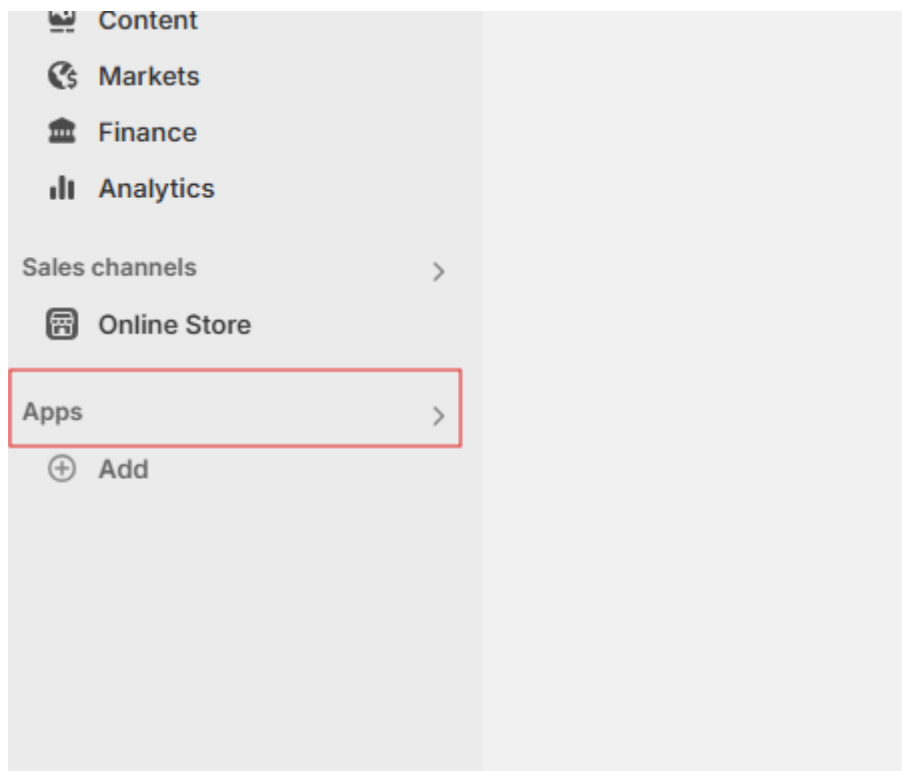 Content
Markets
Finance
Analytics
Sales channels
Online Store
Apps
Add